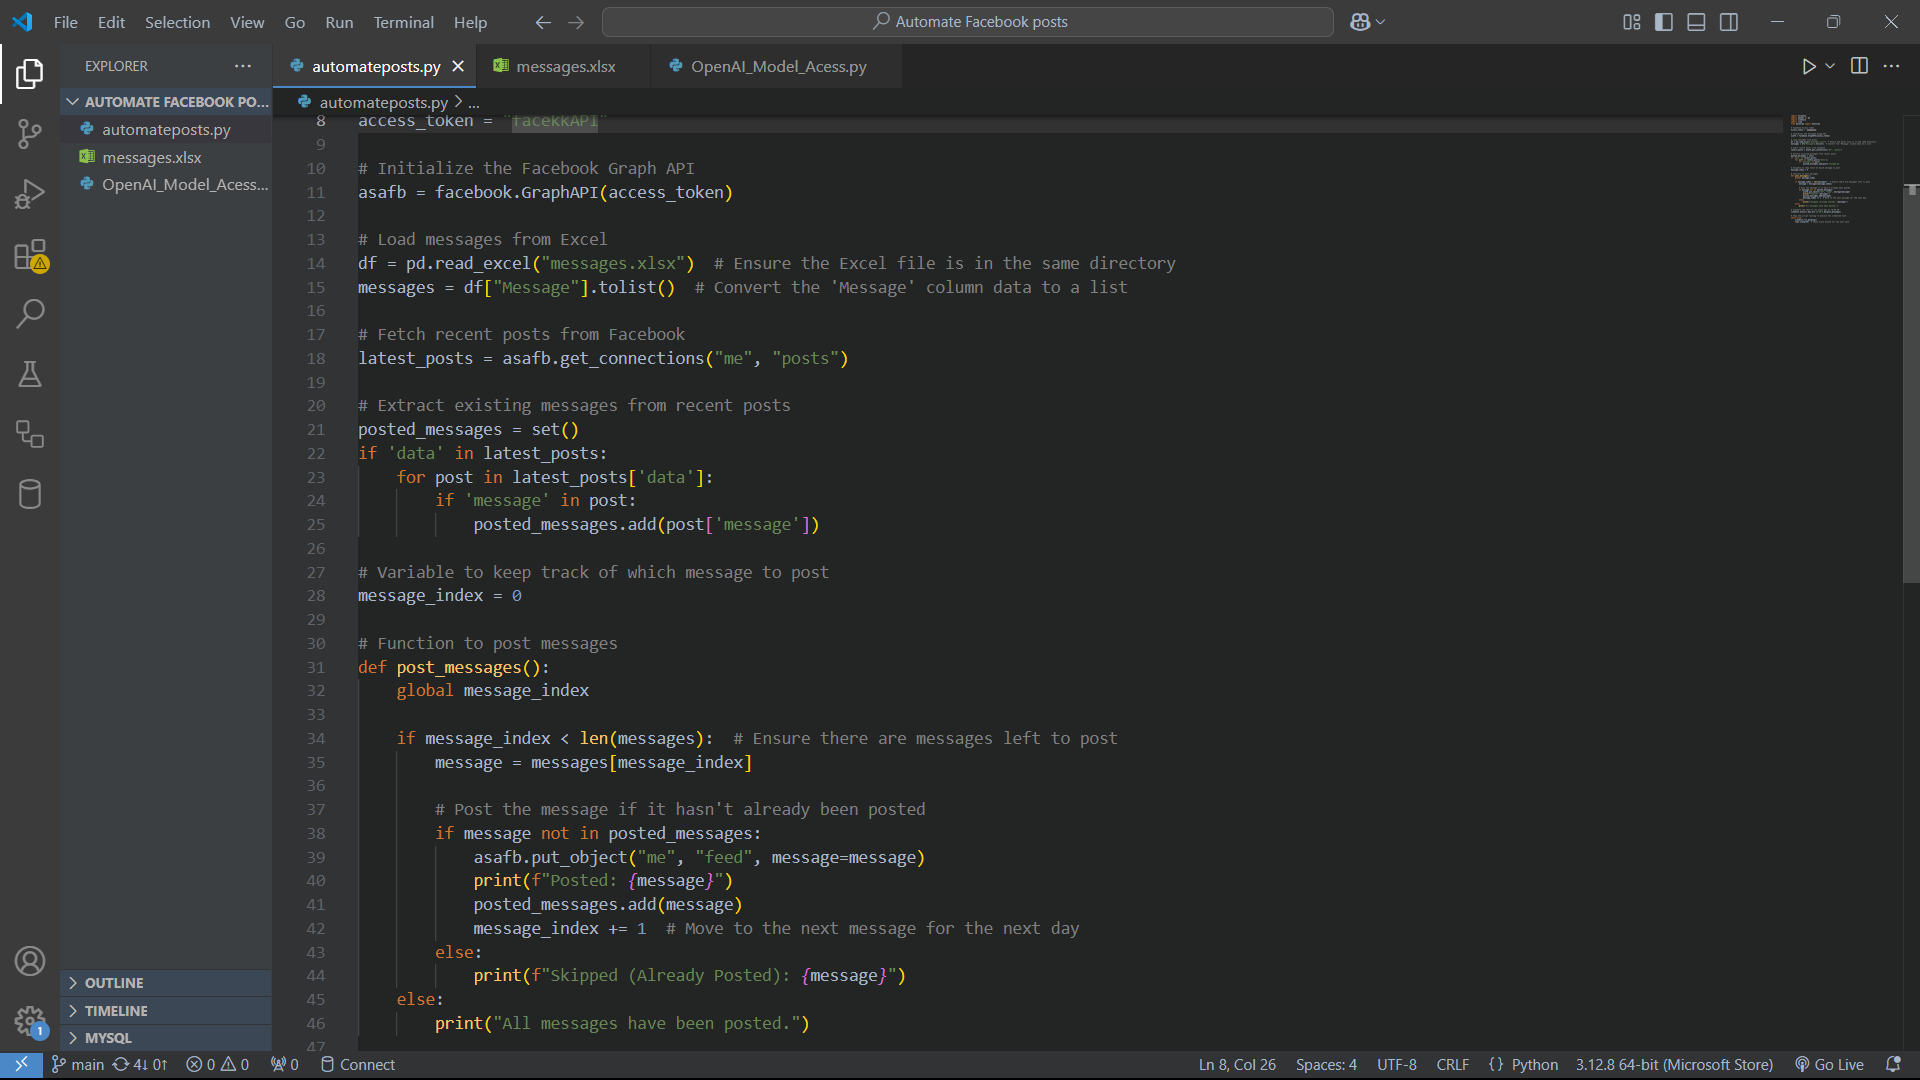 File Edit Selection View Go Run Terminal Help
Automate Facebook posts
EXPLORER
AUTOMATE FACEBOOK PO...
automateposts.py
messages.xlsx
OpenAI_Model_Acess...
OUTLINE
TIMELINE
MYSQL
automateposts.py messages.xlsx OpenAI_Model_Acess.py
automateposts.py > ...
8 access_token = "facekkAPI"
9
10 # Initialize the Facebook Graph API
11 asafb = facebook.GraphAPI(access_token)
12
13 # Load messages from Excel
14 df = pd.read_excel("messages.xlsx")  # Ensure the Excel file is in the same directory
15 messages = df["Message"].tolist()  # Convert the 'Message' column data to a list
16
17 # Fetch recent posts from Facebook
18 latest_posts = asafb.get_connections("me", "posts")
19
20 # Extract existing messages from recent posts
21 posted_messages = set()
22 if 'data' in latest_posts:
23     for post in latest_posts['data']:
24         if 'message' in post:
25             posted_messages.add(post['message'])
26
27 # Variable to keep track of which message to post
28 message_index = 0
29
30 # Function to post messages
31 def post_messages():
32     global message_index
33
34     if message_index < len(messages):  # Ensure there are messages left to post
35         message = messages[message_index]
36
37         # Post the message if it hasn't already been posted
38         if message not in posted_messages:
39             asafb.put_object("me", "feed", message=message)
40             print(f"Posted: {message}")
41             posted_messages.add(message)
42             message_index += 1  # Move to the next message for the next day
43         else:
44             print(f"Skipped (Already Posted): {message}")
45     else:
46         print("All messages have been posted.")
47
1
main 4↓ 0↑ 0 0 0 Connect
Ln 8, Col 26 Spaces: 4 UTF-8 CRLF {} Python 3.12.8 64-bit (Microsoft Store) Go Live